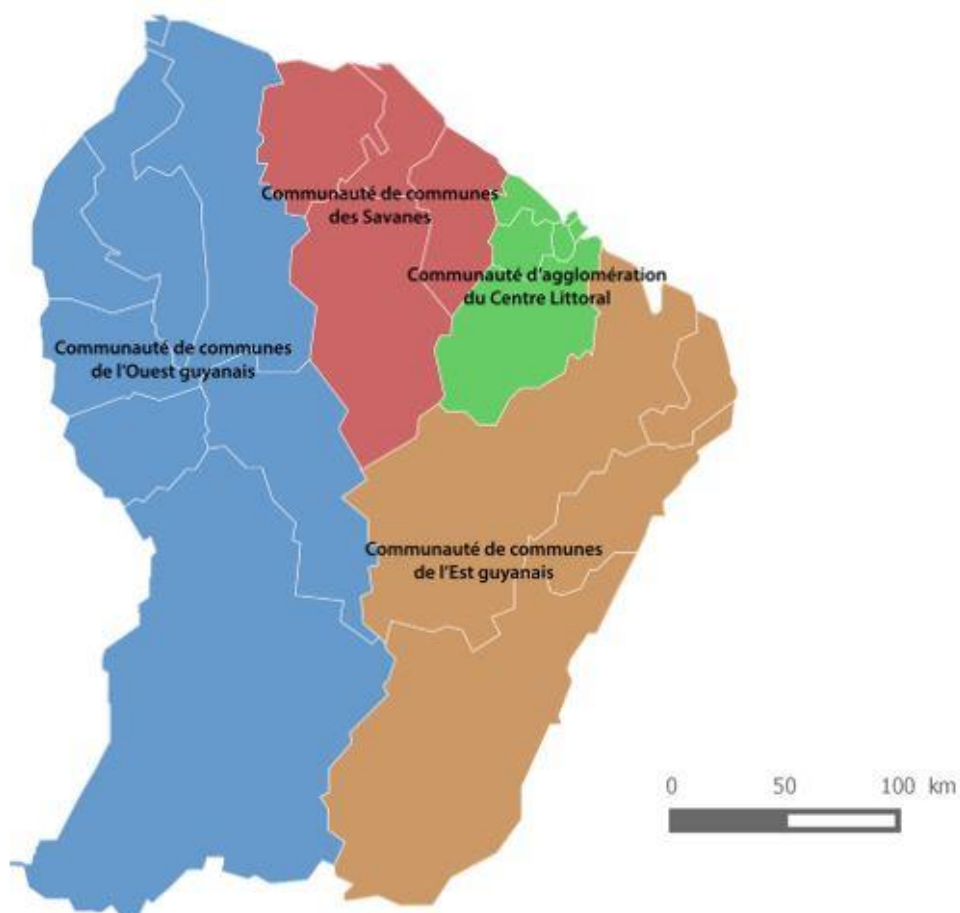 Communauté de communes
des Savanes
Communauté d'agglomération
du Centre Littoral
Communauté de communes
de l'Ouest guyanais
Communauté de communes
de l'Est guyanais
0 50 100 km